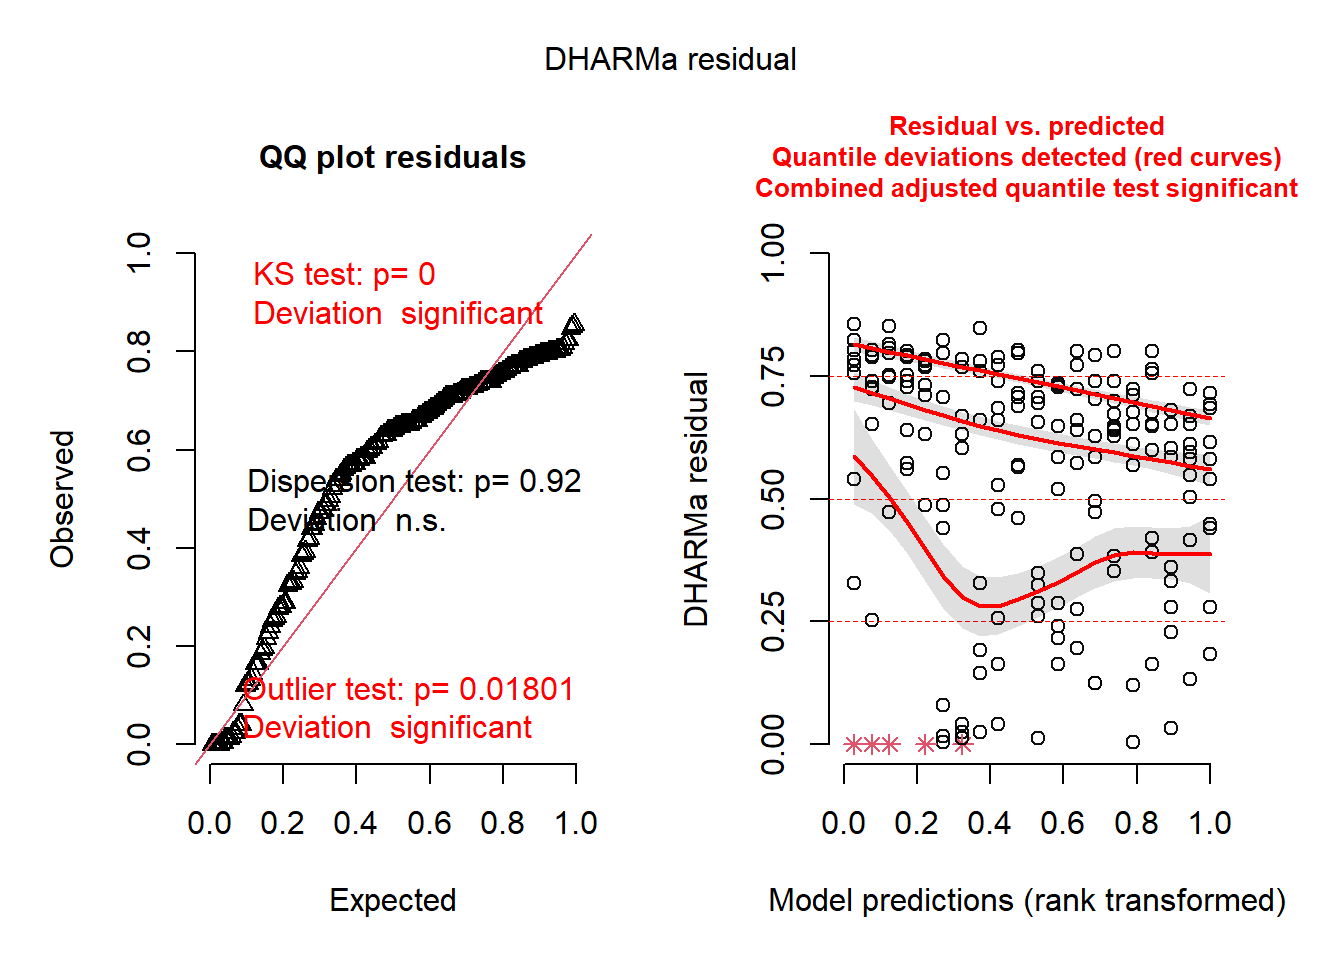 DHARMa residual
QQ plot residuals
KS test: p= 0
Deviation  significant
Dispersion test: p= 0.92
Deviation  n.s.
Outlier test: p= 0.01801
Deviation  significant
Observed
0.0 0.2 0.4 0.6 0.8 1.0
0.0 0.2 0.4 0.6 0.8 1.0
Expected
Residual vs. predicted
Quantile deviations detected (red curves)
Combined adjusted quantile test significant
DHARMa residual
0.00 0.25 0.50 0.75 1.00
0.0 0.2 0.4 0.6 0.8 1.0
Model predictions (rank transformed)